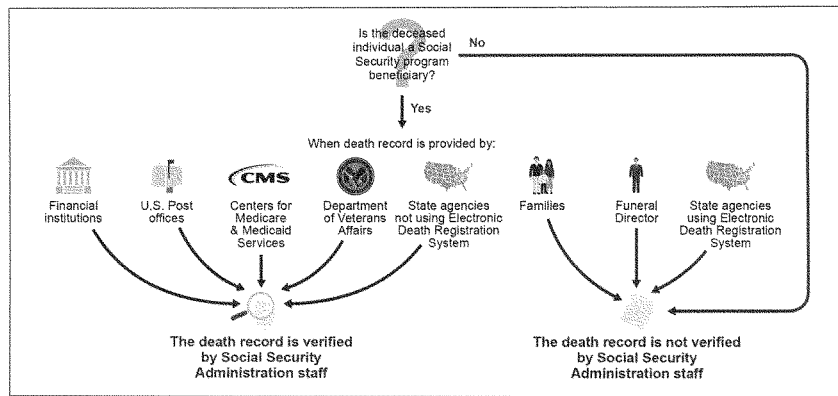 Is the deceased
individual a Social
Security program
beneficiary?
No
Yes
When death record is provided by:
Financial
institutions
U.S. Post
offices
CMS
Centers for
Medicare
& Medicaid
Services
Department
of Veterans
Affairs
State agencies
not using Electronic
Death Registration
System
Families
Funeral
Director
State agencies
using Electronic
Death Registration
System
The death record is verified
by Social Security
Administration staff
The death record is not verified
by Social Security
Administration staff